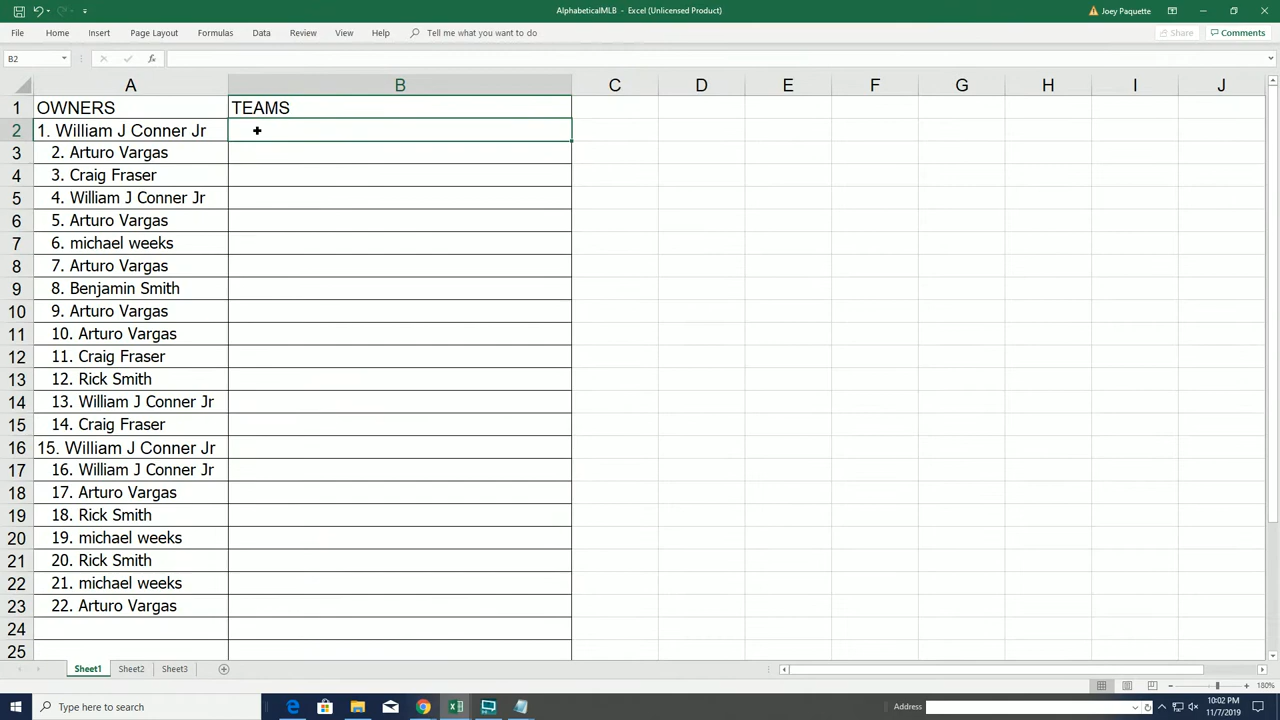 AlphabeticalMLB - Excel (Unlicensed Product)
Joey Paquette
File Home Insert Page Layout Formulas Data Review View Help Tell me what you want to do
Share Comments
B2 fx
A B C D E F G H I J
1 OWNERS TEAMS
2 1. William J Conner Jr
3 2. Arturo Vargas
4 3. Craig Fraser
5 4. William J Conner Jr
6 5. Arturo Vargas
7 6. michael weeks
8 7. Arturo Vargas
9 8. Benjamin Smith
10 9. Arturo Vargas
11 10. Arturo Vargas
12 11. Craig Fraser
13 12. Rick Smith
14 13. William J Conner Jr
15 14. Craig Fraser
16 15. William J Conner Jr
17 16. William J Conner Jr
18 17. Arturo Vargas
19 18. Rick Smith
20 19. michael weeks
21 20. Rick Smith
22 21. michael weeks
23 22. Arturo Vargas
24
25
Sheet1 Sheet2 Sheet3
180%
Type here to search
Address
10:02 PM
11/7/2019